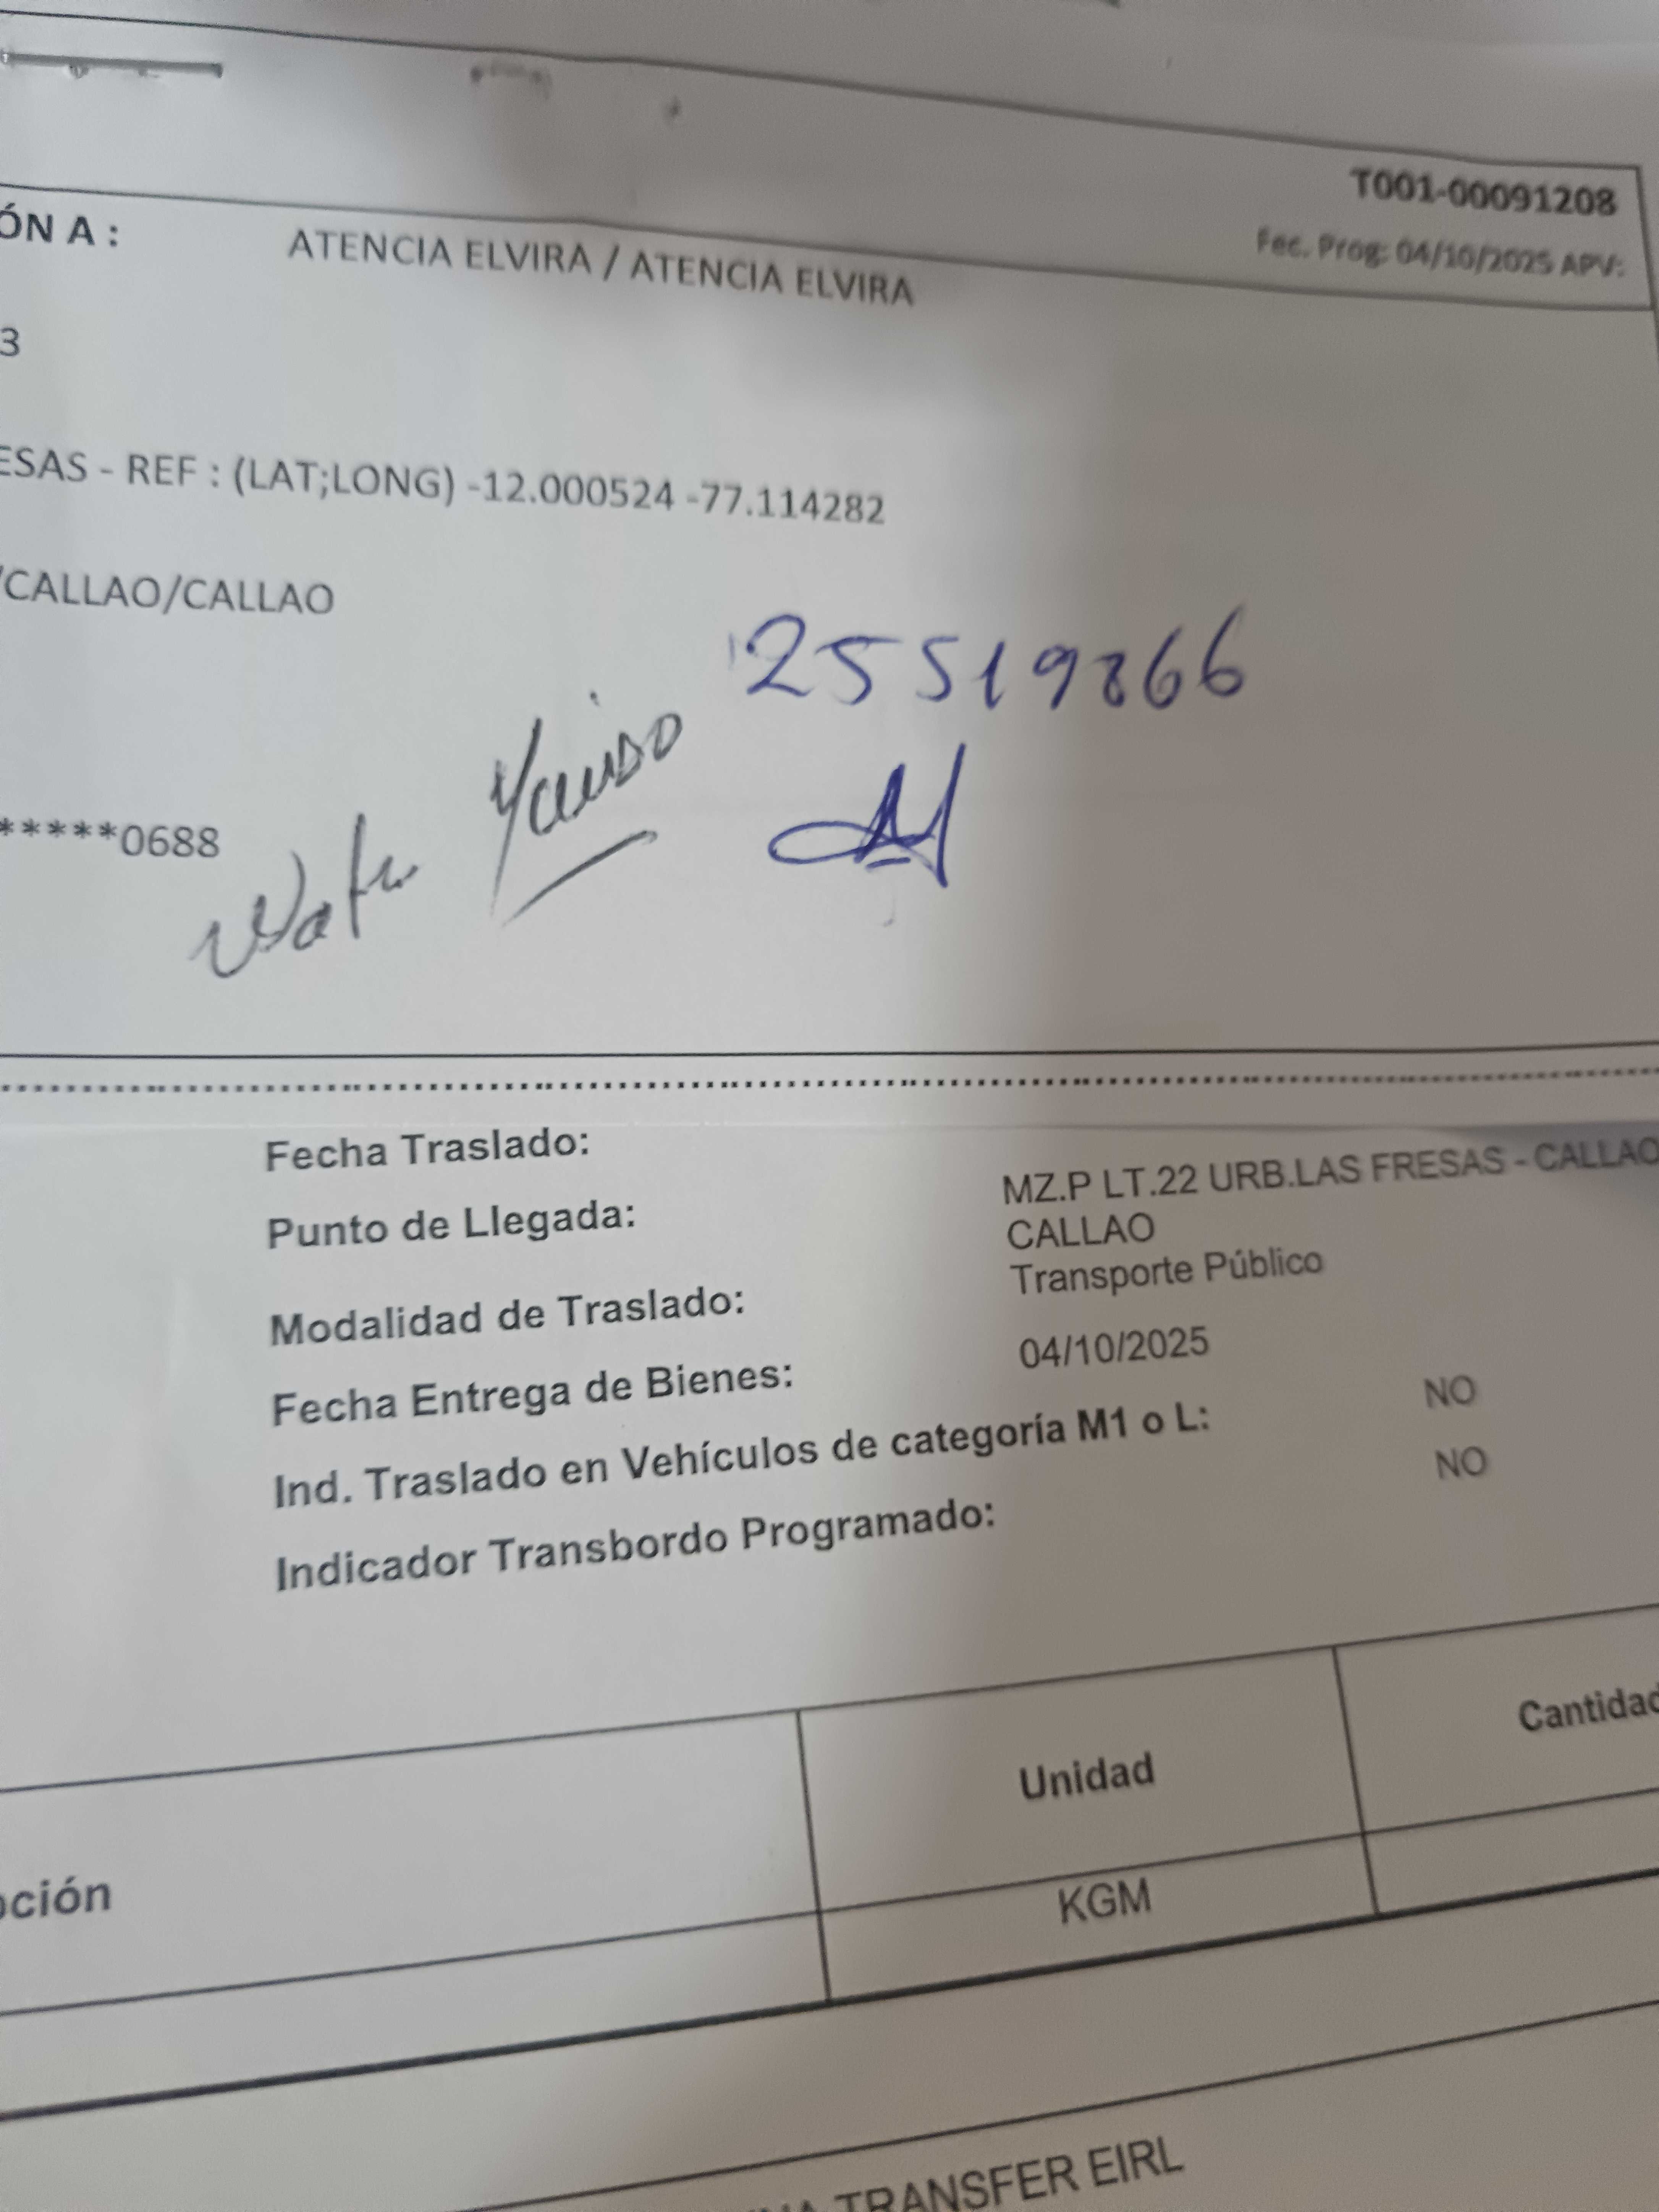 T001-00091208
Fec. Prog: 04/10/2025 APV:
ÓN A : ATENCIA ELVIRA / ATENCIA ELVIRA
3
ESAS - REF : (LAT;LONG) -12.000524 -77.114282
/CALLAO/CALLAO
25519866
*****0688
Fecha Traslado:
Punto de Llegada: MZ.P LT.22 URB.LAS FRESAS - CALLAO
CALLAO
Modalidad de Traslado: Transporte Público
Fecha Entrega de Bienes: 04/10/2025
Ind. Traslado en Vehículos de categoría M1 o L: NO
Indicador Transbordo Programado: NO
pción Unidad Cantidad
KGM
TRANSFER EIRL